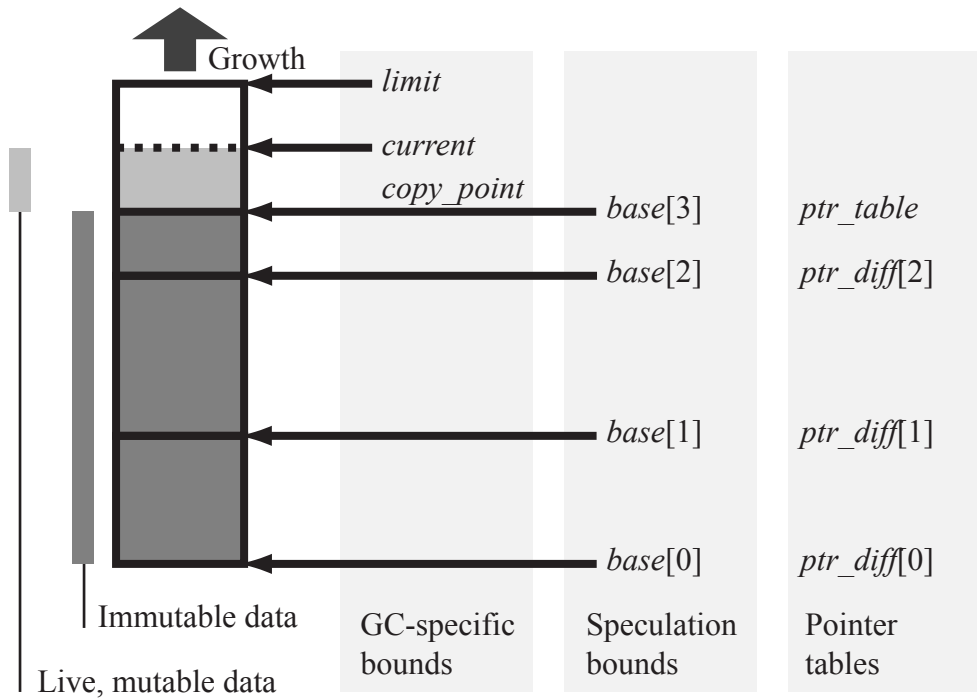 Growth
limit
current
copy_point
base[3] ptr_table
base[2] ptr_diff[2]
base[1] ptr_diff[1]
base[0] ptr_diff[0]
Immutable data
GC-specific
bounds
Speculation
bounds
Pointer
tables
Live, mutable data